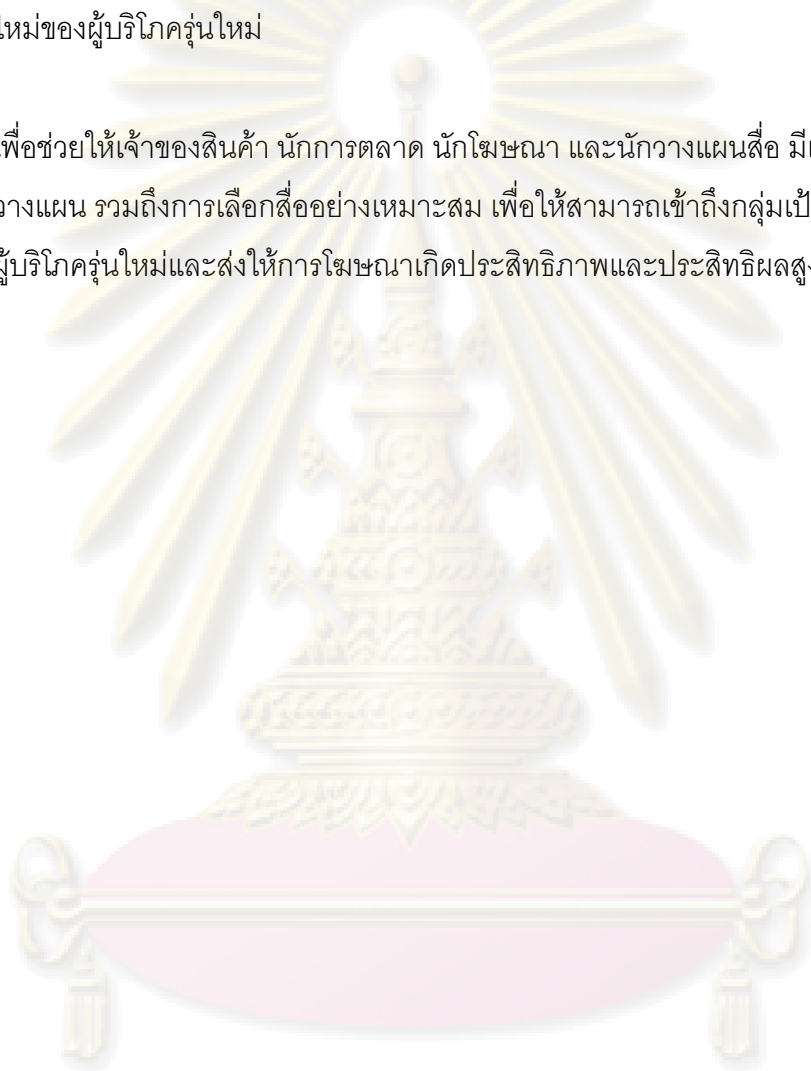 ใหม่ของผู้บริโภครุ่นใหม่
เพื่อช่วยให้เจ้าของสินค้า นักการตลาด นักโฆษณา และนักวางแผนสื่อ มี
วางแผน รวมถึงการเลือกสื่ออย่างเหมาะสม เพื่อให้สามารถเข้าถึงกลุ่มเป้
ผู้บริโภครุ่นใหม่และส่งให้การโฆษณาเกิดประสิทธิภาพและประสิทธิผลสูง